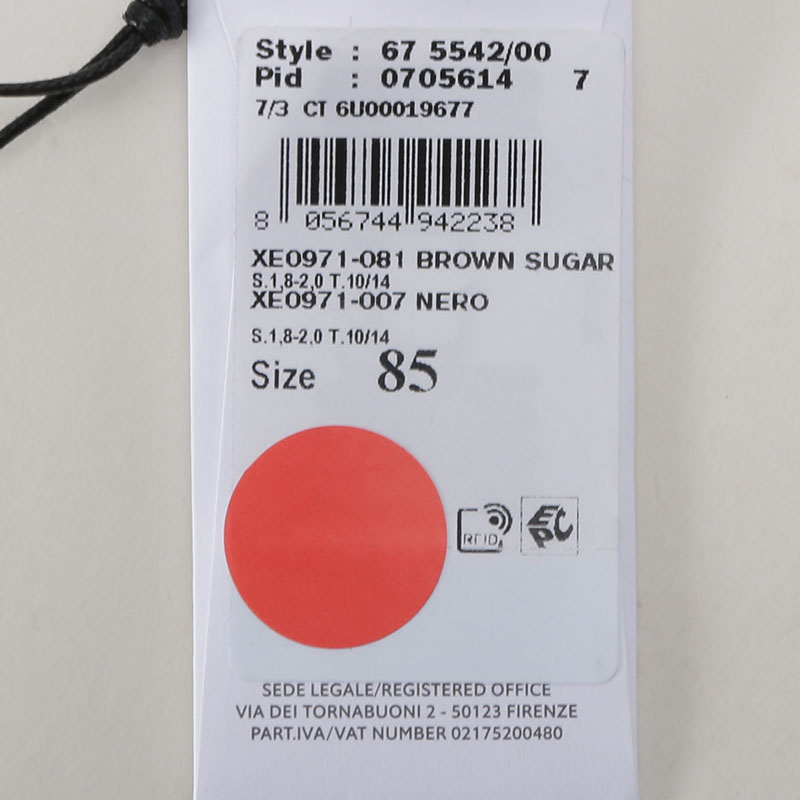 Style : 67 5542/00
Pid : 0705614 7
7/3 CT 6U00019677
8 056744 942238
XE0971-081 BROWN SUGAR
S.1,8-2,0 T.10/14
XE0971-007 NERO
S.1,8-2,0 T.10/14
Size 85
RFID
EPC
SEDE LEGALE/REGISTERED OFFICE
VIA DEI TORNABUONI 2 - 50123 FIRENZE
PART.IVA/VAT NUMBER 02175200480